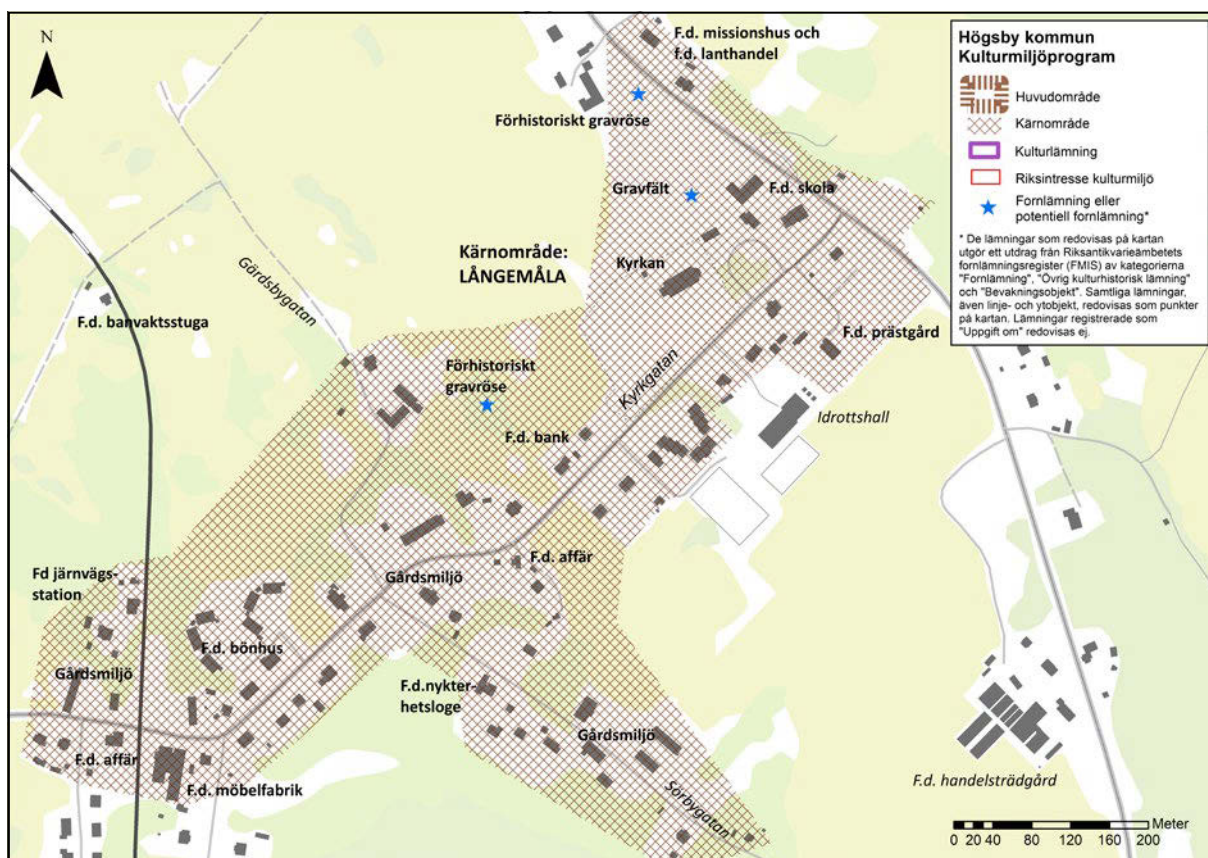 N
F.d. missionshus och
f.d. lanthandel
Förhistoriskt gravröse
Gravfält
F.d. skola
Kärnområde:
LÅNGEMÅLA
Kyrkan
Gärdsbygatan
F.d. banvaktsstuga
F.d. prästgård
Förhistoriskt
gravröse
Kyrkgatan
Idrottshall
F.d. bank
F.d. affär
Gårdsmiljö
Fd järnvägs-
station
F.d. bönhus
Gårdsmiljö
F.d.nykter-
hetsloge
Gårdsmiljö
F.d. affär
F.d. möbelfabrik
Sörbygatan
F.d. handelsträdgård
Högsby kommun
Kulturmiljöprogram
Huvudområde
Kärnområde
Kulturlämning
Riksintresse kulturmiljö
Fornlämning eller
potentiell fornlämning*
* De lämningar som redovisas på kartan
utgör ett utdrag från Riksantikvarieämbetets
fornlämningsregister (FMIS) av kategorierna
"Fornlämning", "Övrig kulturhistorisk lämning"
och "Bevakningsobjekt". Samtliga lämningar,
även linje- och ytobjekt, redovisas som punkter
på kartan. Lämningar registrerade som
"Uppgift om" redovisas ej.
Meter
0 20 40 80 120 160 200